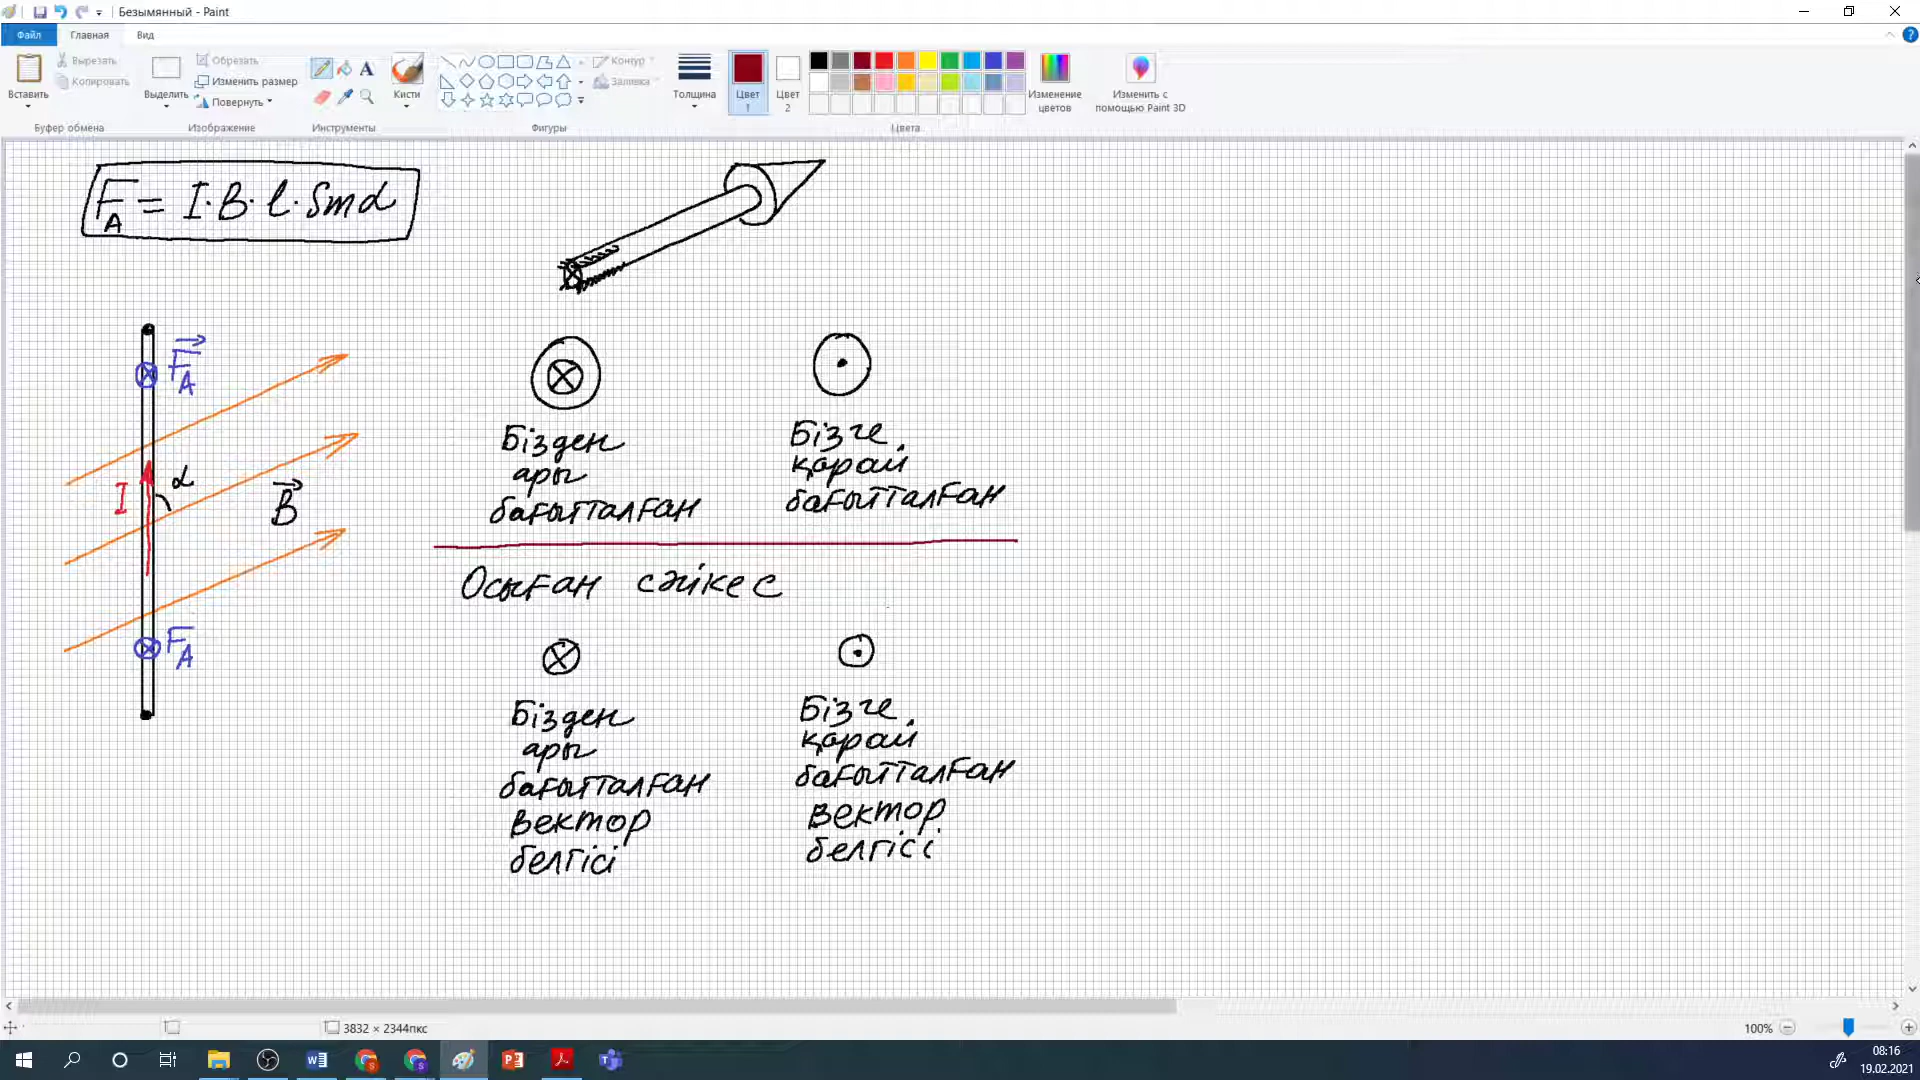 Безымянный - Paint
Файл Главная Вид
Вставить
Вырезать
Копировать
Буфер обмена
Выделить
Обрезать
Изменить размер
Повернуть
Изображение
Инструменты
Кисти
Контур
Заливка
Фигуры
Толщина
Цвет 1
Цвет 2
Изменение цветов
Цвета
Изменить с помощью Paint 3D
F_A = I·B·l·Sinα
F_A
α
I
B
F_A
Бізден
ары
бағытталған
Бізге
қарай
бағытталған
Осыған сәйкес
Бізден
ары
бағытталған
вектор
белгісі
Бізге
қарай
бағытталған
вектор
белгісі
3832 × 2344пкс
100%
08:16
19.02.2021